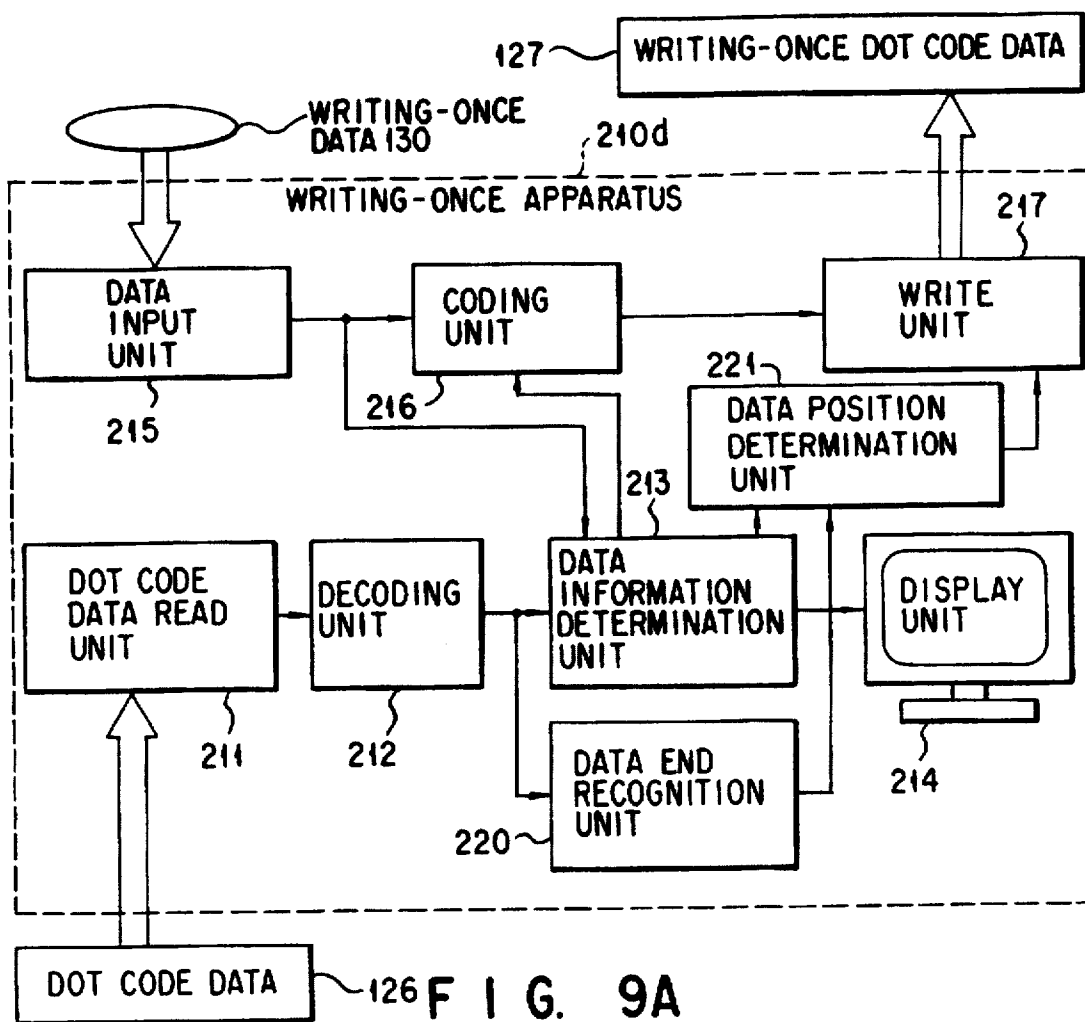 127
WRITING-ONCE DOT CODE DATA
WRITING-ONCE
DATA 130
210d
WRITING-ONCE APPARATUS
217
DATA
INPUT
UNIT
215
CODING
UNIT
216
WRITE
UNIT
221
DATA POSITION
DETERMINATION
UNIT
213
DOT CODE
DATA READ
UNIT
211
DECODING
UNIT
212
DATA
INFORMATION
DETERMINATION
UNIT
DISPLAY
UNIT
214
DATA END
RECOGNITION
UNIT
220
DOT CODE DATA
126
FIG. 9A